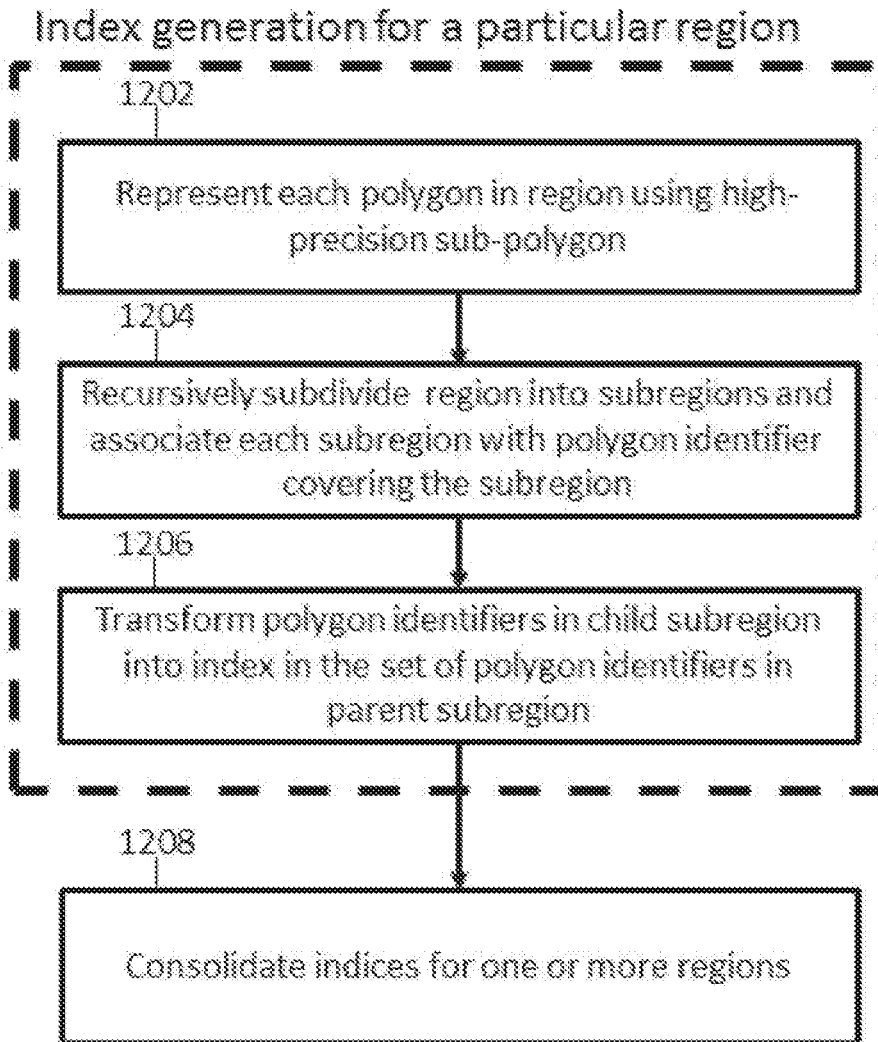 Index generation for a particular region
1202
Represent each polygon in region using high-
precision sub-polygon
1204
Recursively subdivide region into subregions and
associate each subregion with polygon identifier
covering the subregion
1206
Transform polygon identifiers in child subregion
into index in the set of polygon identifiers in
parent subregion
1208
Consolidate indices for one or more regions